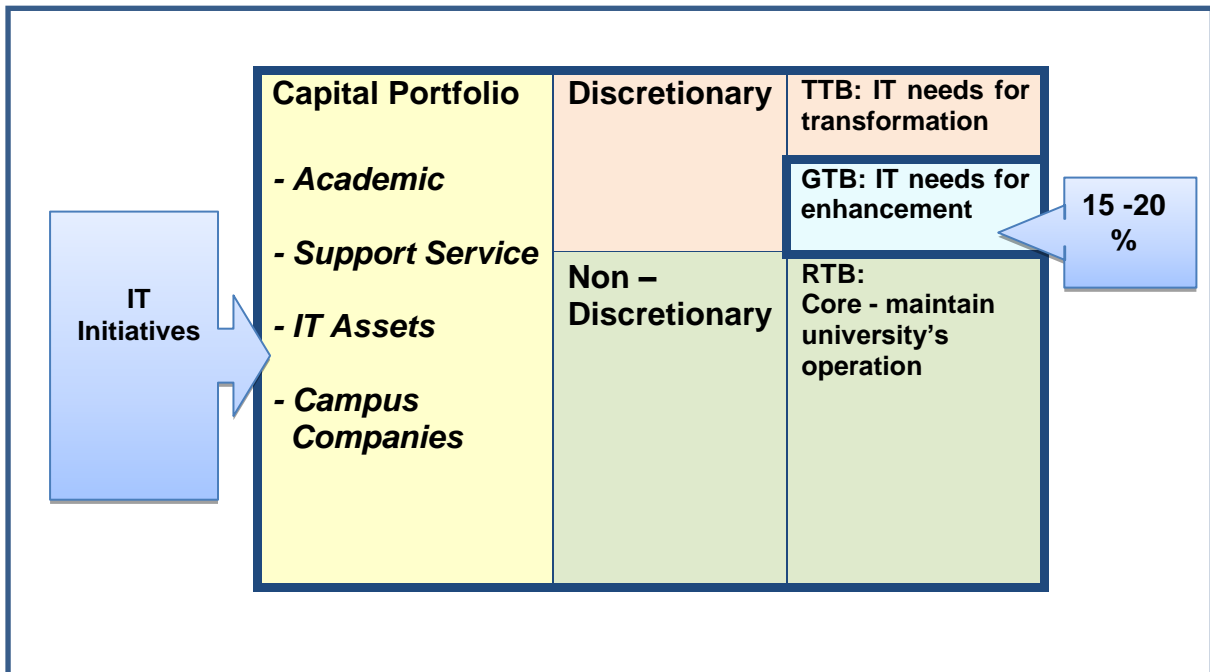 IT
Initiatives
Capital Portfolio
- Academic
- Support Service
- IT Assets
- Campus
Companies
Discretionary
Non –
Discretionary
TTB: IT needs for
transformation
GTB: IT needs for
enhancement
RTB:
Core - maintain
university’s
operation
15 -20
%